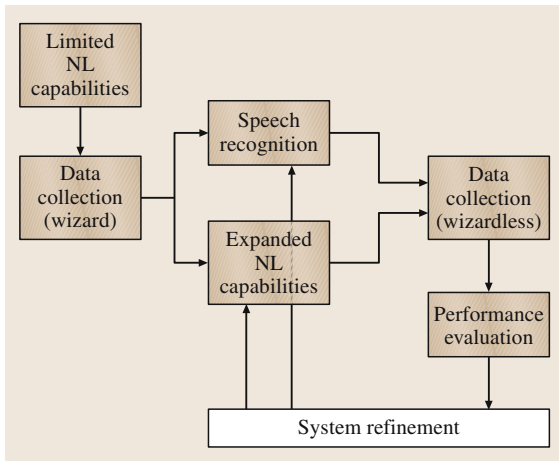 Limited
NL
capabilities
Data
collection
(wizard)
Speech
recognition
Expanded
NL
capabilities
Data
collection
(wizardless)
Performance
evaluation
System refinement